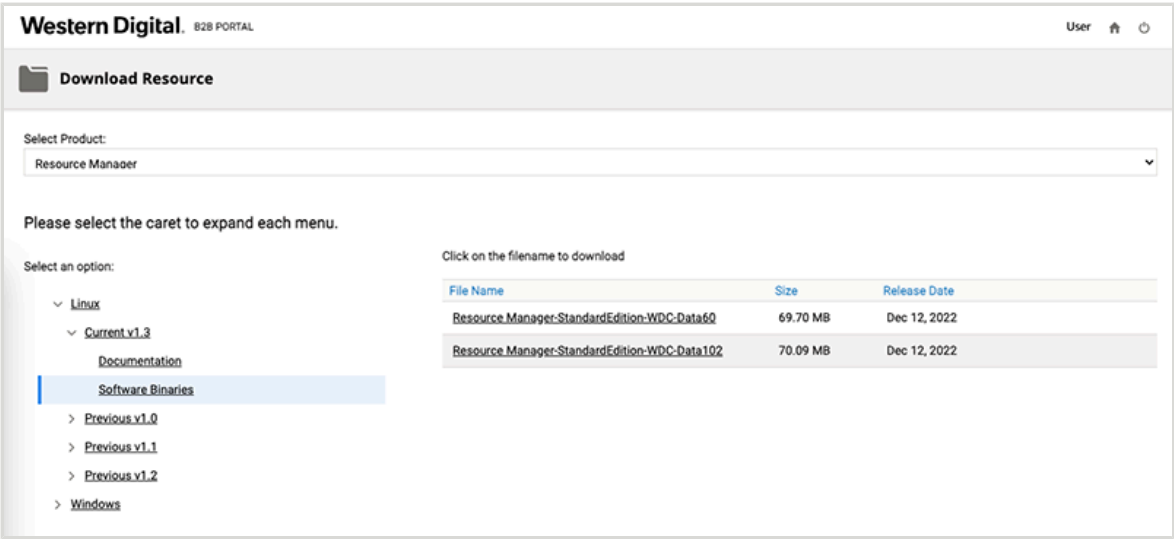 Western Digital. B2B PORTAL
User
Download Resource
Select Product:
Resource Manager
Please select the caret to expand each menu.
Select an option:
Linux
Current v1.3
Documentation
Software Binaries
Previous v1.0
Previous v1.1
Previous v1.2
Windows
Click on the filename to download
File Name Size Release Date
Resource Manager-StandardEdition-WDC-Data60 69.70 MB Dec 12, 2022
Resource Manager-StandardEdition-WDC-Data102 70.09 MB Dec 12, 2022